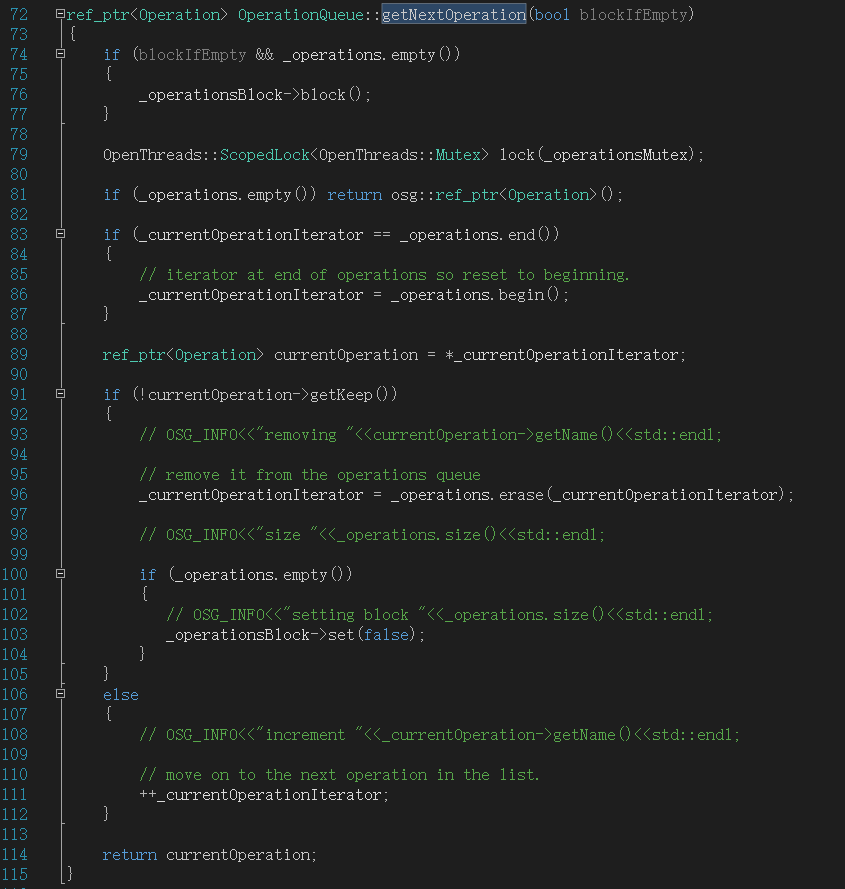 72 ref_ptr<Operation> OperationQueue::getNextOperation(bool blockIfEmpty)
73 {
74     if (blockIfEmpty && _operations.empty())
75     {
76         _operationsBlock->block();
77     }
78
79     OpenThreads::ScopedLock<OpenThreads::Mutex> lock(_operationsMutex);
80
81     if (_operations.empty()) return osg::ref_ptr<Operation>();
82
83     if (_currentOperationIterator == _operations.end())
84     {
85         // iterator at end of operations so reset to beginning.
86         _currentOperationIterator = _operations.begin();
87     }
88
89     ref_ptr<Operation> currentOperation = *_currentOperationIterator;
90
91     if (!currentOperation->getKeep())
92     {
93         // OSG_INFO<<"removing "<<currentOperation->getName()<<std::endl;
94
95         // remove it from the operations queue
96         _currentOperationIterator = _operations.erase(_currentOperationIterator);
97
98         // OSG_INFO<<"size "<<_operations.size()<<std::endl;
99
100         if (_operations.empty())
101         {
102            // OSG_INFO<<"setting block "<<_operations.size()<<std::endl;
103            _operationsBlock->set(false);
104         }
105     }
106     else
107     {
108         // OSG_INFO<<"increment "<<_currentOperation->getName()<<std::endl;
109
110         // move on to the next operation in the list.
111         ++_currentOperationIterator;
112     }
113
114     return currentOperation;
115 }